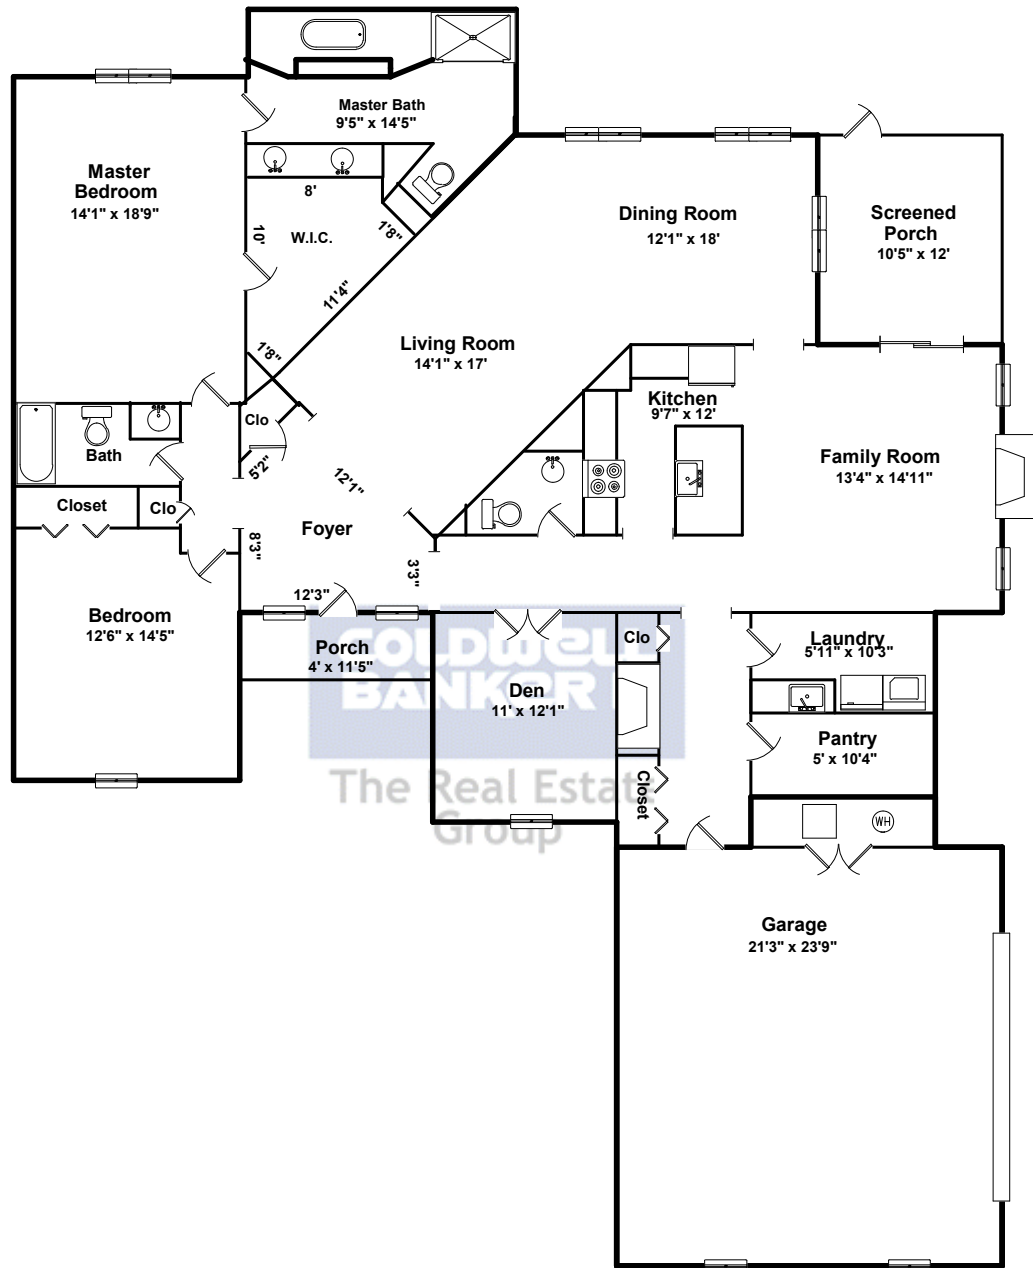 Master Bath
9'5" x 14'5"
Master
Bedroom
14'1" x 18'9"
8'
10'
W.I.C.
1'8"
11'4"
1'8"
Dining Room
12'1" x 18'
Screened
Porch
10'5" x 12'
Living Room
14'1" x 17'
Kitchen
9'7" x 12'
Clo
5'2"
Bath
Closet
Clo
12'1"
Family Room
13'4" x 14'11"
Foyer
8'3"
3'3"
12'3"
Bedroom
12'6" x 14'5"
Porch
4' x 11'5"
COLDWELL
BANKER
The Real Estate
Group
Den
11' x 12'1"
Clo
Closet
Laundry
5'11" x 10'3"
Pantry
5' x 10'4"
WH
Garage
21'3" x 23'9"